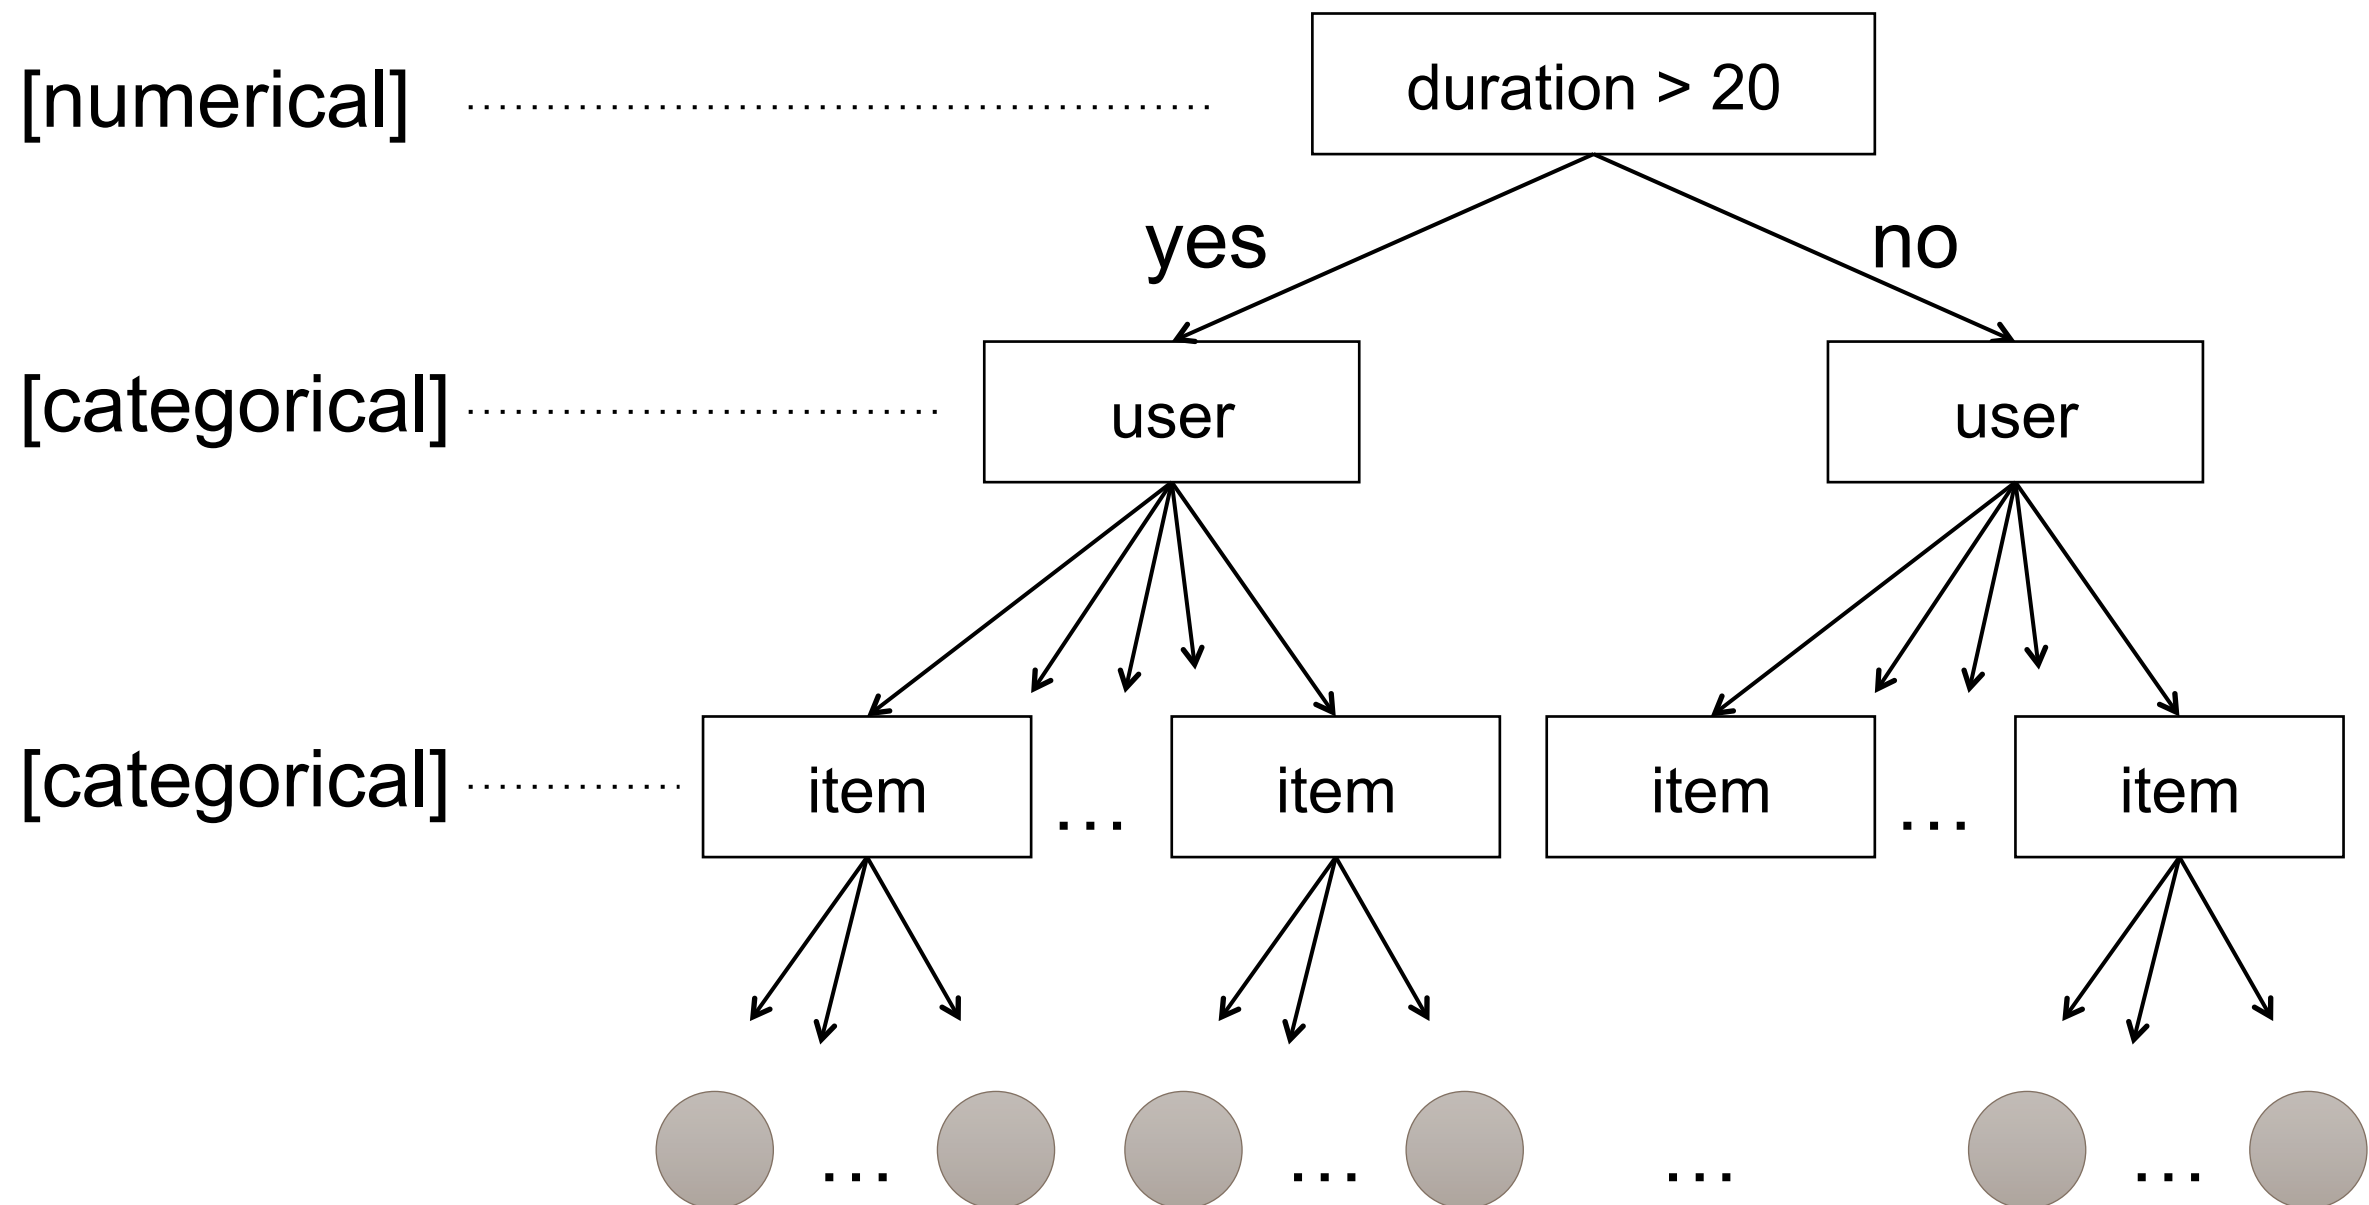 [numerical] duration > 20
yes no
[categorical] user user
[categorical] item ... item item ... item
... ... ... ...